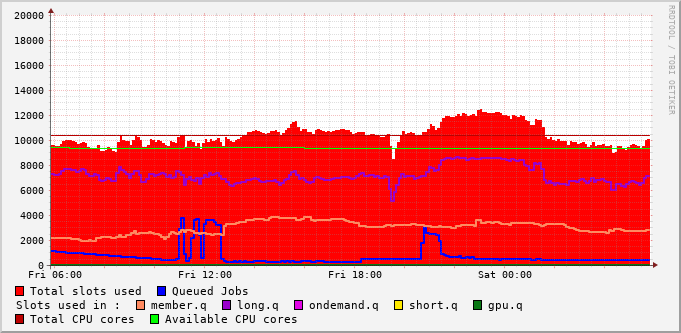 20000
18000
16000
14000
12000
10000
8000
6000
4000
2000
0
Fri 06:00 Fri 12:00 Fri 18:00 Sat 00:00
Total slots used Queued Jobs
Slots used in : member.q long.q ondemand.q short.q gpu.q
Total CPU cores Available CPU cores
RRDTOOL / TOBI OETIKER